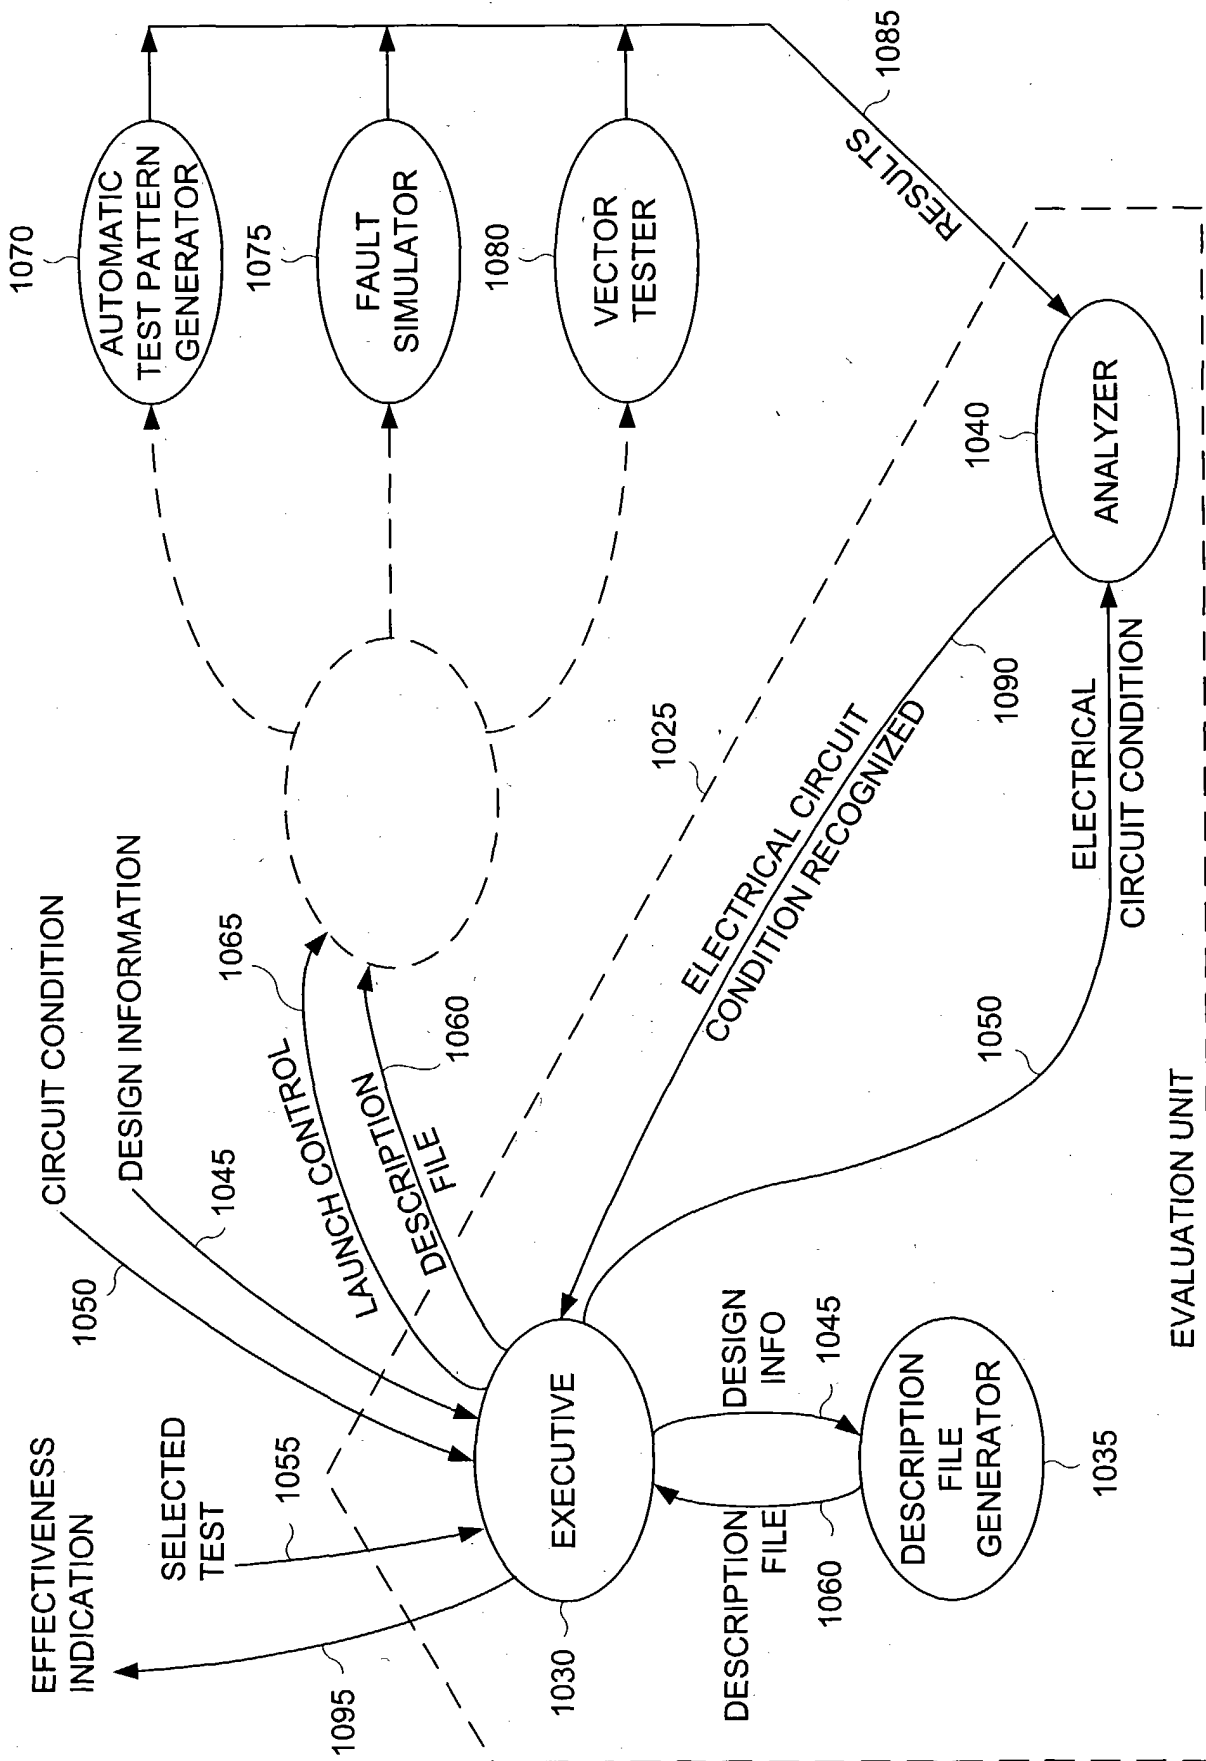 EFFECTIVENESS
INDICATION
1095
SELECTED
TEST
1055
CIRCUIT CONDITION
1050
DESIGN INFORMATION
1045
LAUNCH CONTROL
1065
DESCRIPTION
FILE
1060
1070
AUTOMATIC
TEST PATTERN
GENERATOR
1075
FAULT
SIMULATOR
1080
VECTOR
TESTER
RESULTS
1085
1025
EXECUTIVE
1030
DESIGN
INFO
1045
DESCRIPTION
FILE
1060
DESCRIPTION
FILE
GENERATOR
1035
ELECTRICAL CIRCUIT
CONDITION RECOGNIZED
1090
1050
ELECTRICAL
CIRCUIT CONDITION
1040
ANALYZER
EVALUATION UNIT